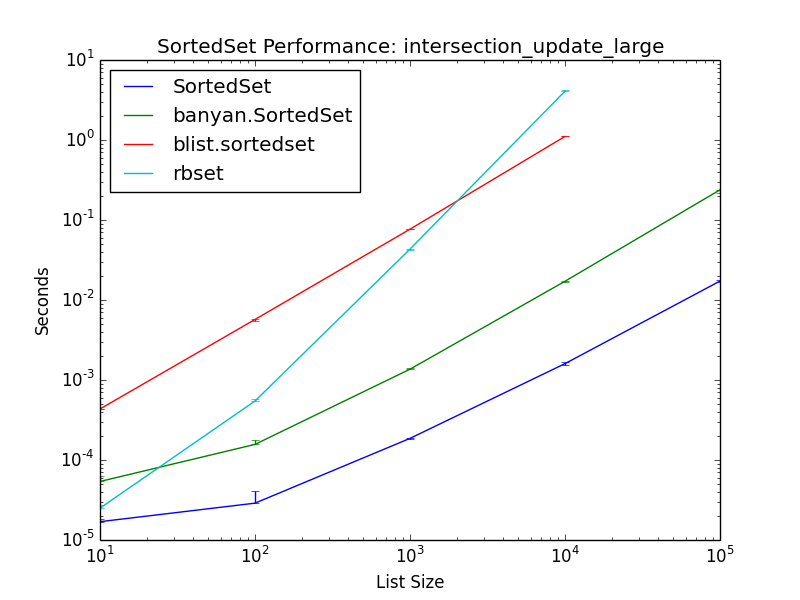 SortedSet Performance: intersection_update_large
SortedSet
banyan.SortedSet
blist.sortedset
rbset
10^1
10^0
10^-1
10^-2
10^-3
10^-4
10^-5
Seconds
10^1 10^2 10^3 10^4 10^5
List Size